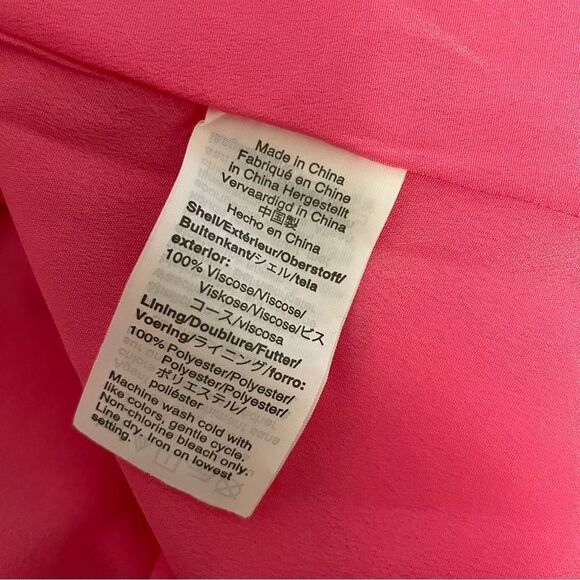 Made in China
Fabriqué en Chine
in China Hergestellt
Vervaardigd in China
中国製
Hecho en China
Shell/Extérieur/Oberstoff/
Buitenkant/シェル/tela
exterior:
100% Viscose/Viscose/
Viskose/Viscose/ビス
コース/viscosa
Lining/Doublure/Futter/
Voering/ライニング/forro:
100% Polyester/Polyester/
Polyester/Polyester/
ポリエステル/
poliéster
Machine wash cold with
like colors, gentle cycle.
Non-chlorine bleach only.
Line dry. Iron on lowest
setting.